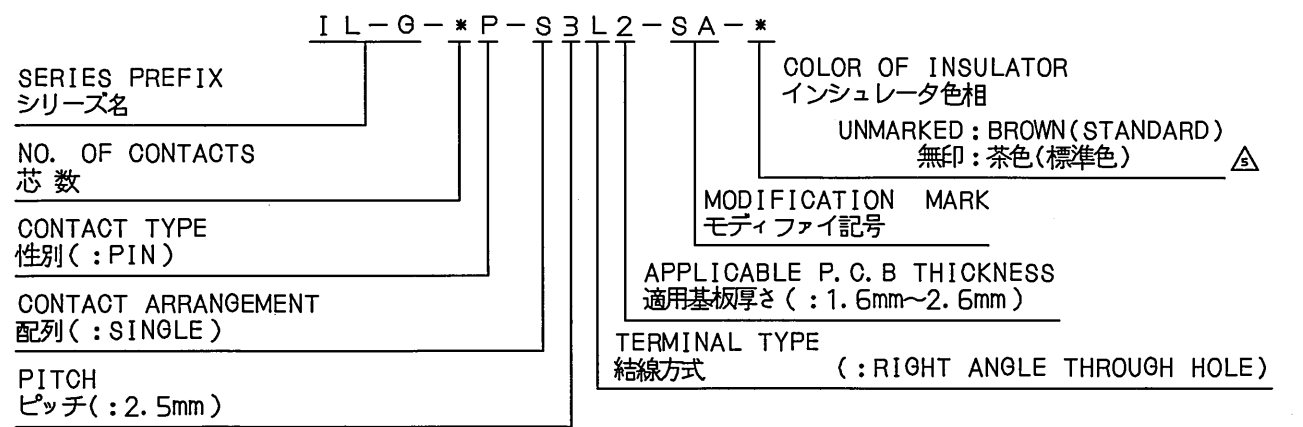 IL-G-*P-S3L2-SA-*
SERIES PREFIX
シリーズ名
NO. OF CONTACTS
芯数
CONTACT TYPE
性別(:PIN)
CONTACT ARRANGEMENT
配列(:SINGLE)
PITCH
ピッチ(:2.5mm)
COLOR OF INSULATOR
インシュレータ色相
UNMARKED:BROWN(STANDARD)
無印:茶色(標準色)
S
MODIFICATION MARK
モディファイ記号
APPLICABLE P.C.B THICKNESS
適用基板厚さ(:1.6mm～2.6mm)
TERMINAL TYPE
結線方式 (:RIGHT ANGLE THROUGH HOLE)